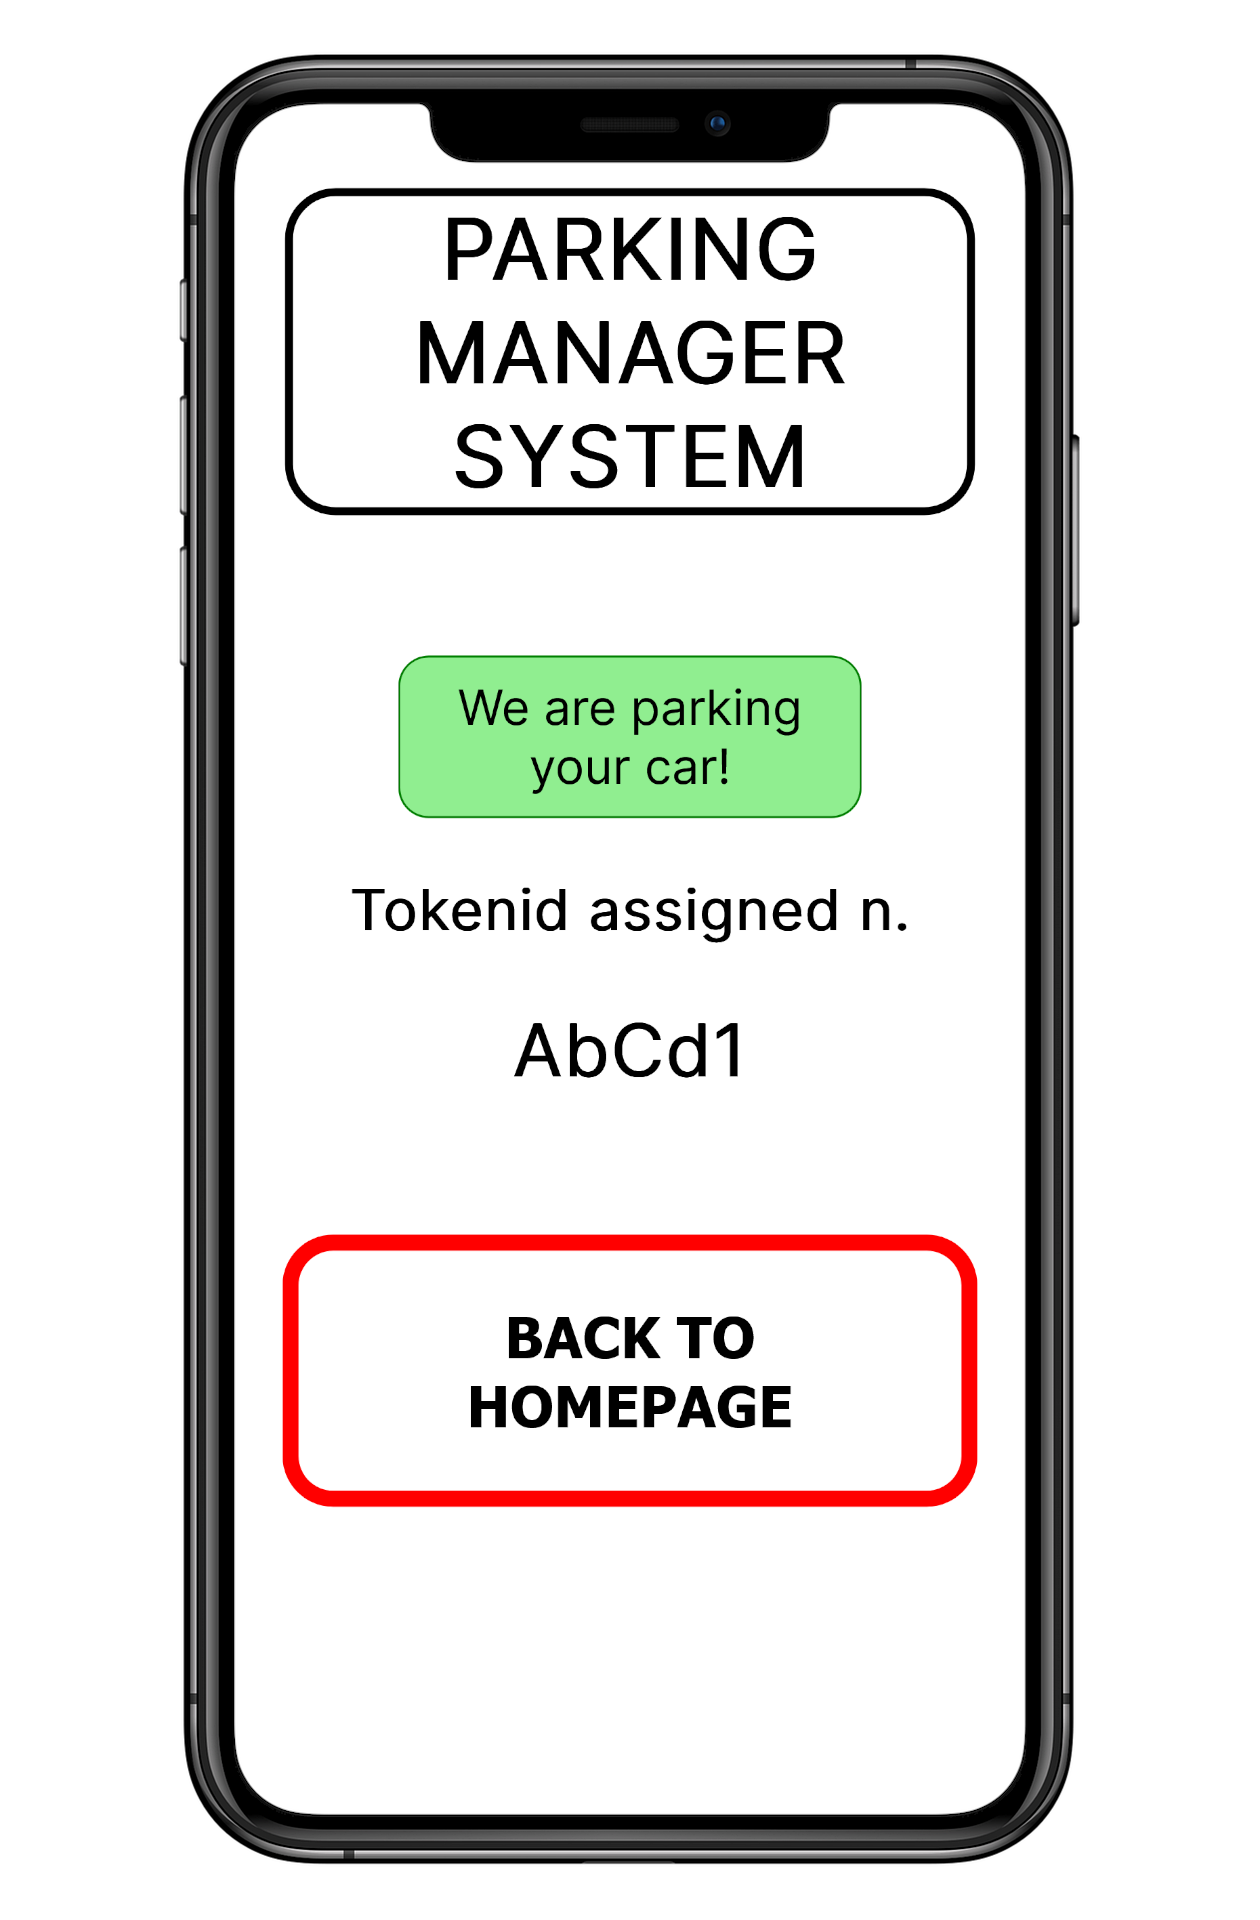 PARKING
MANAGER
SYSTEM
We are parking
your car!
Tokenid assigned n.
AbCd1
BACK TO
HOMEPAGE